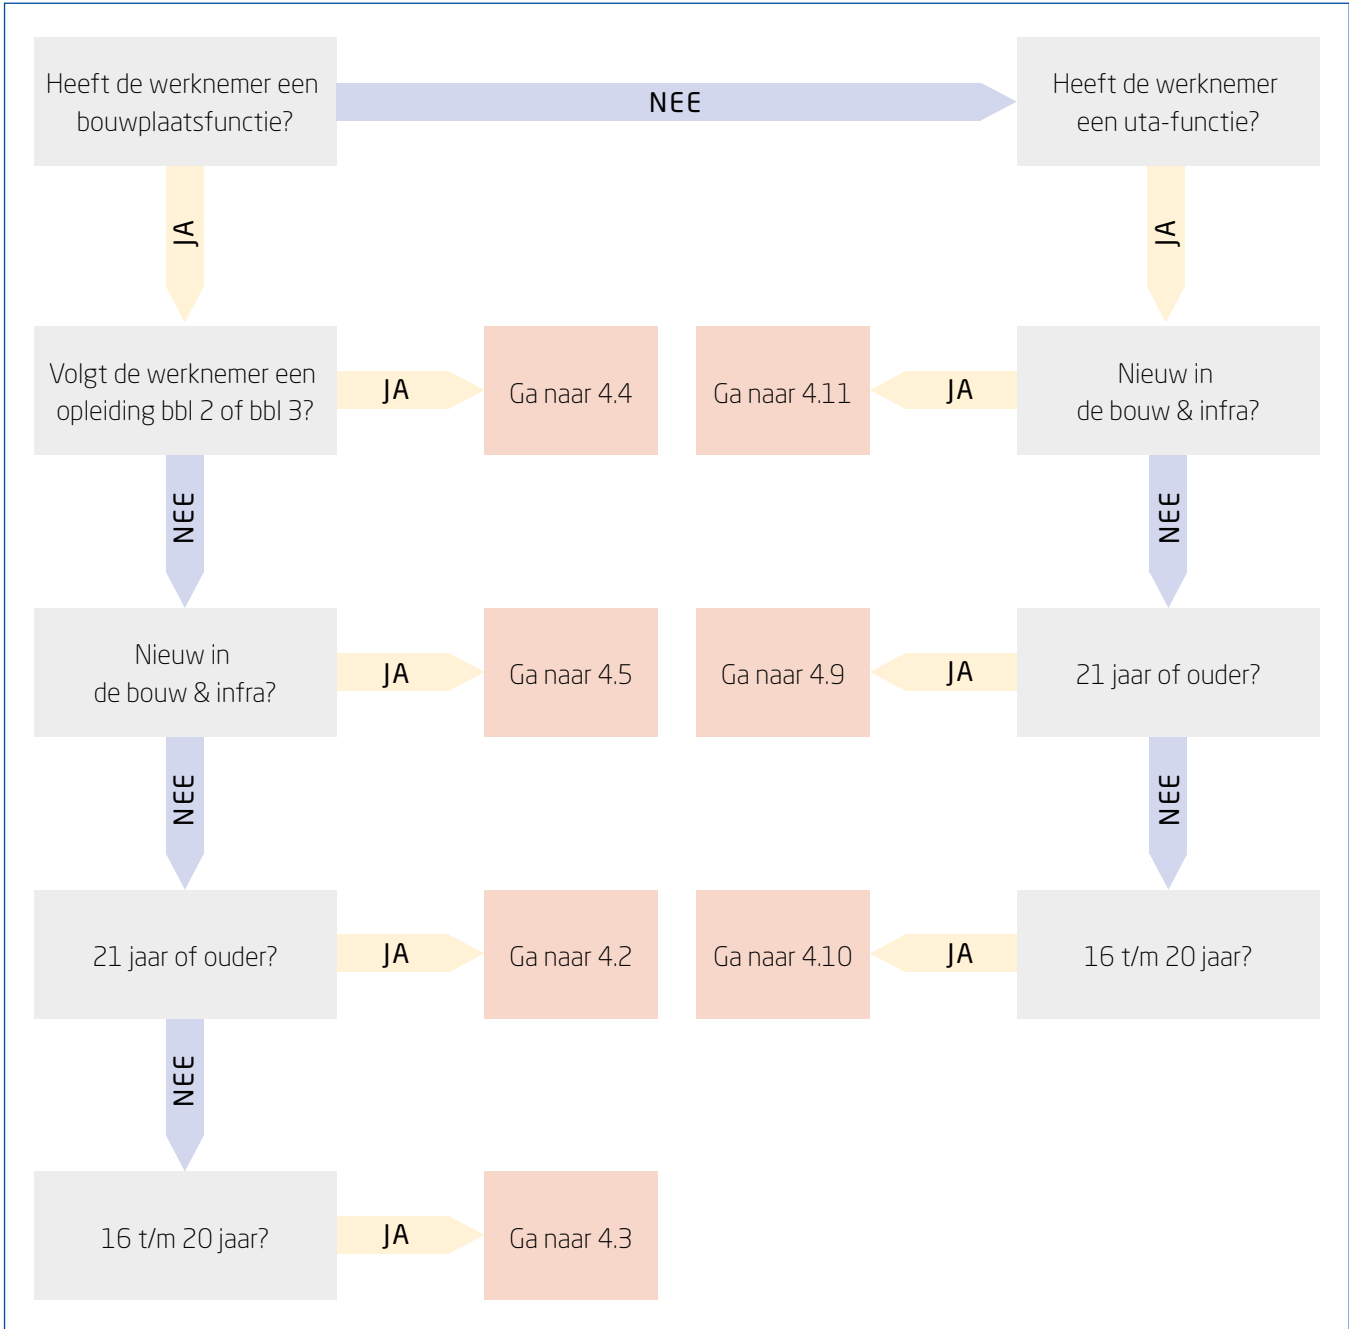 Heeft de werknemer een
bouwplaatsfunctie?
NEE
Heeft de werknemer
een uta-functie?
JA
JA
Volgt de werknemer een
opleiding bbl 2 of bbl 3?
JA
Ga naar 4.4
Ga naar 4.11
JA
Nieuw in
de bouw & infra?
NEE
NEE
Nieuw in
de bouw & infra?
JA
Ga naar 4.5
Ga naar 4.9
JA
21 jaar of ouder?
NEE
NEE
21 jaar of ouder?
JA
Ga naar 4.2
Ga naar 4.10
JA
16 t/m 20 jaar?
NEE
16 t/m 20 jaar?
JA
Ga naar 4.3